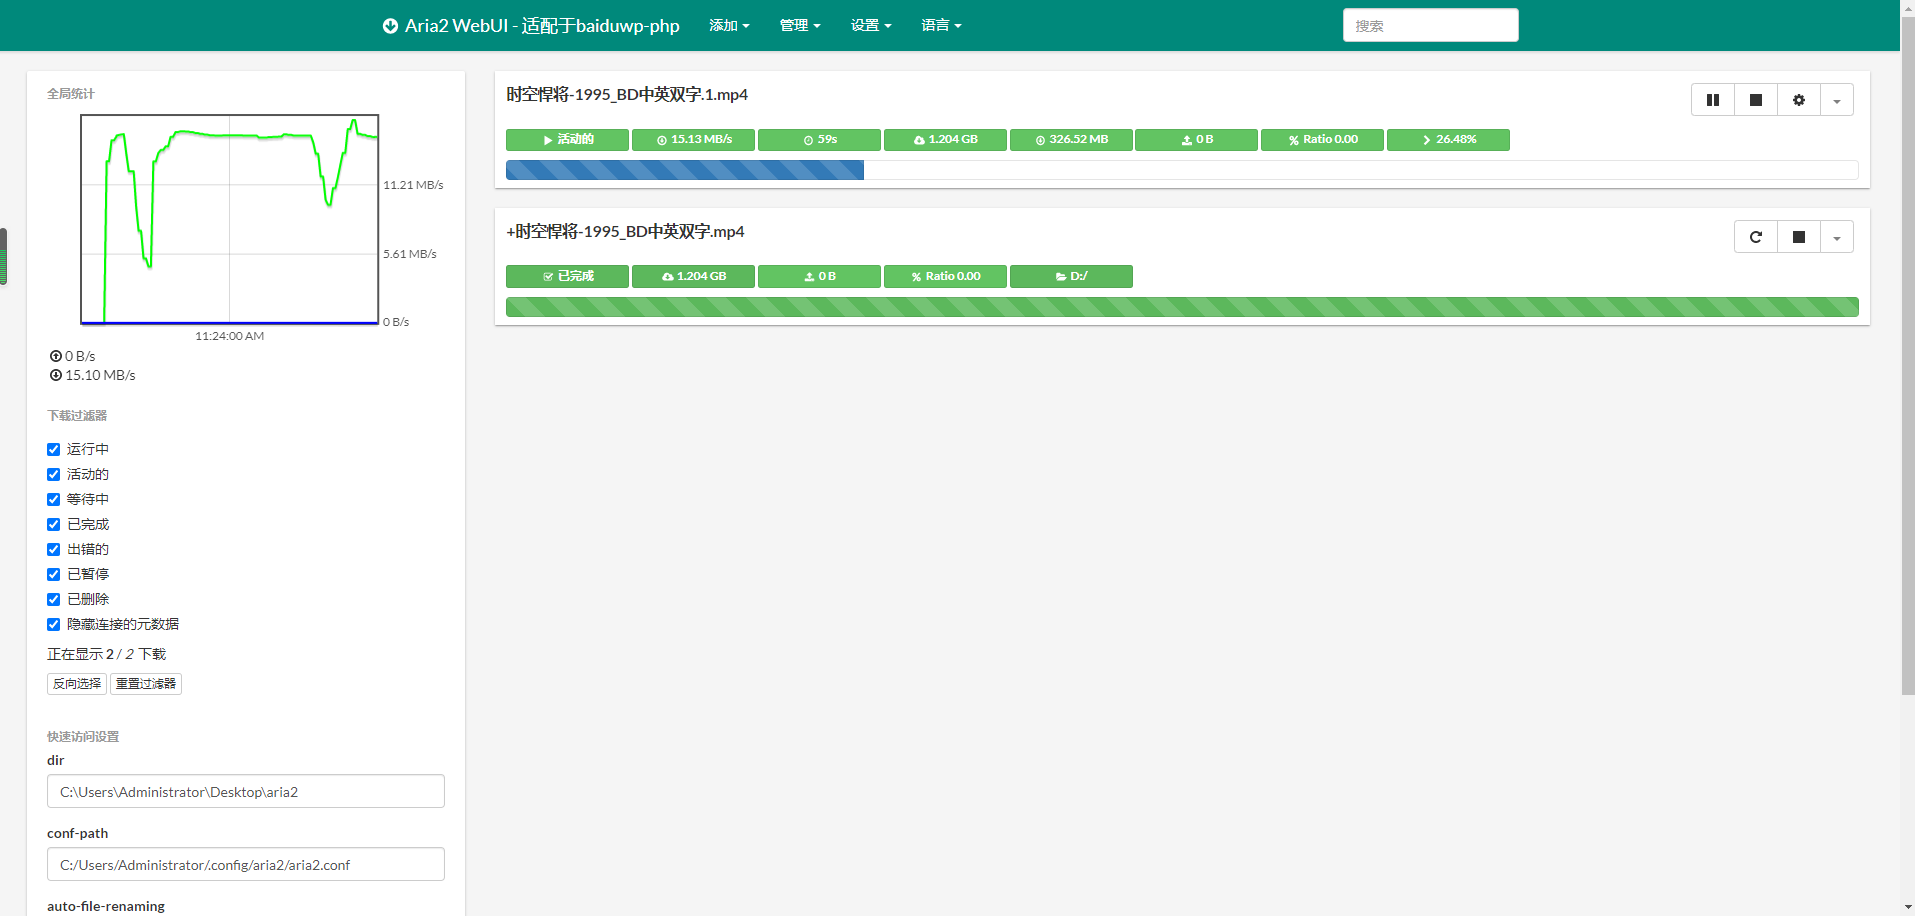 Aria2 WebUI - 适配于baiduwp-php 添加 管理 设置 语言 搜索
全局统计
11.21 MB/s
5.61 MB/s
0 B/s
11:24:00 AM
0 B/s
15.10 MB/s
下载过滤器
运行中
活动的
等待中
已完成
出错的
已暂停
已删除
隐藏连接的元数据
正在显示 2 / 2 下载
反向选择 重置过滤器
快速访问设置
dir
C:\Users\Administrator\Desktop\aria2
conf-path
C:/Users/Administrator/.config/aria2/aria2.conf
auto-file-renaming
时空悍将-1995_BD中英双字.1.mp4
活动的 15.13 MB/s 59s 1.204 GB 326.52 MB 0 B % Ratio 0.00 26.48%
+时空悍将-1995_BD中英双字.mp4
已完成 1.204 GB 0 B % Ratio 0.00 D:/